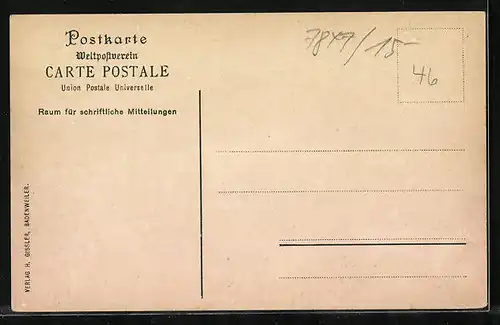 Postkarte
Weltpostverein
CARTE POSTALE
Union Postale Universelle
Raum für schriftliche Mitteilungen
7847/15-
46
VERLAG H. GISSLER, BADENWEILER.